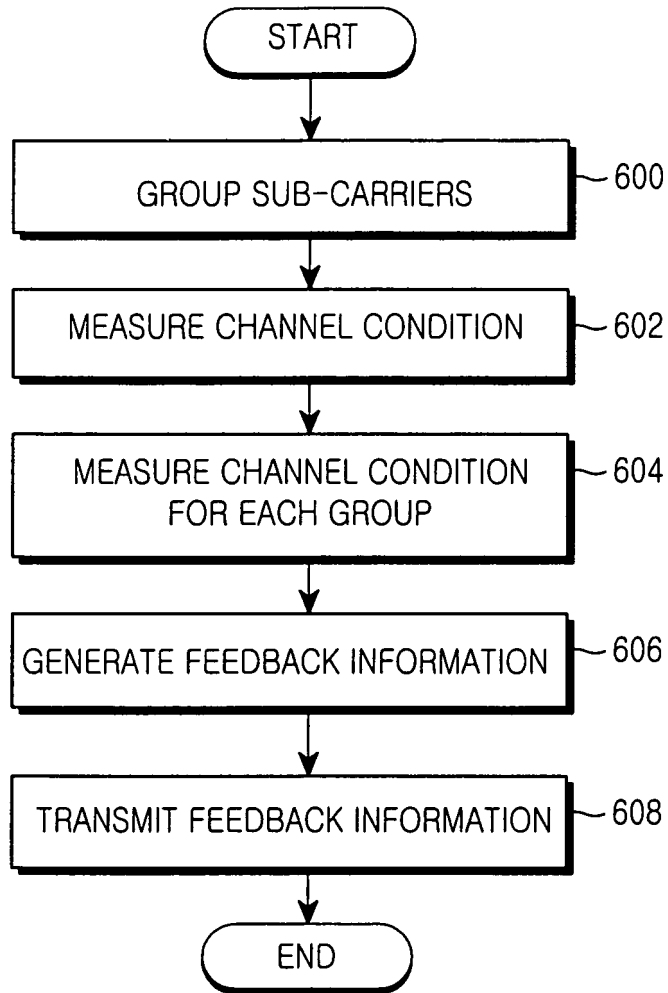 START
GROUP SUB-CARRIERS
600
MEASURE CHANNEL CONDITION
602
MEASURE CHANNEL CONDITION
FOR EACH GROUP
604
GENERATE FEEDBACK INFORMATION
606
TRANSMIT FEEDBACK INFORMATION
608
END